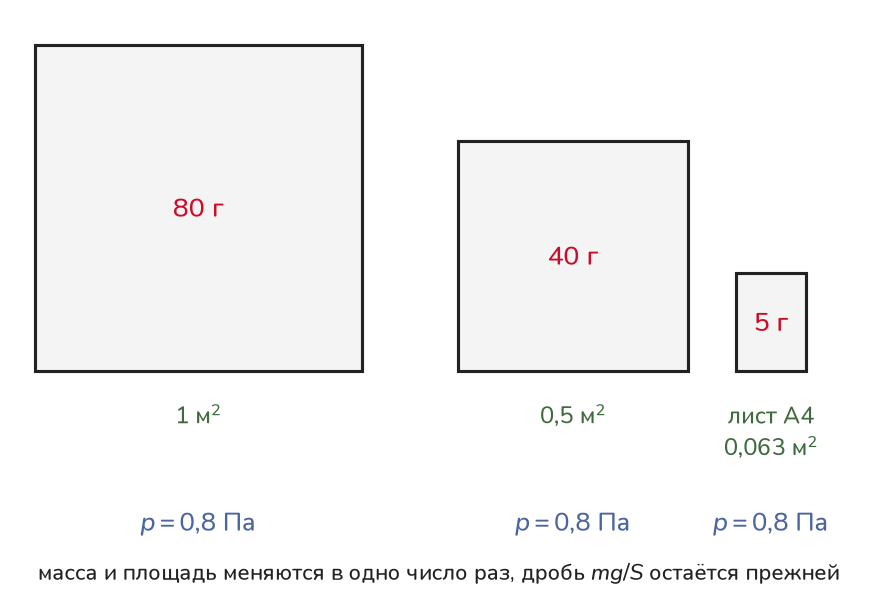 80 г
40 г
5 г
1 м²
0,5 м²
лист А4
0,063 м²
p = 0,8 Па
p = 0,8 Па
p = 0,8 Па
масса и площадь меняются в одно число раз, дробь mg/S остаётся прежней